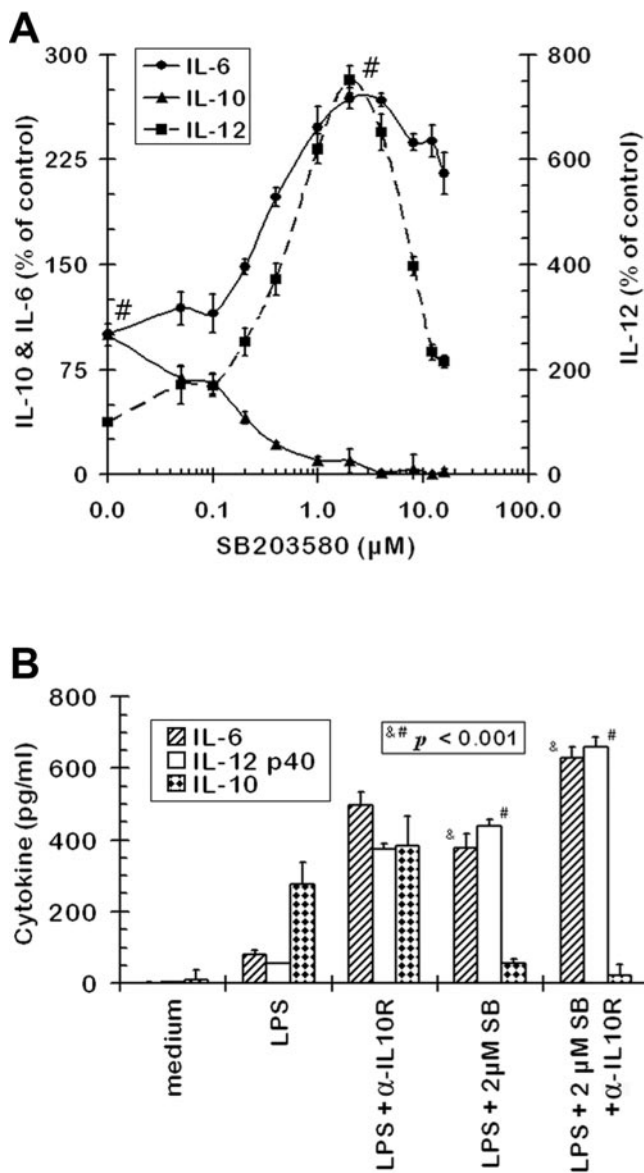 A
300
225
150
75
0
IL-10 & IL-6 (% of control)
IL-6
IL-10
IL-12
#
#
800
600
400
200
0
IL-12 (% of control)
0.0 0.1 1.0 10.0 100.0
SB203580 (µM)
B
800
600
400
200
0
Cytokine (pg/ml)
IL-6
IL-12 p40
IL-10
&# p < 0.001
&
#
&
#
medium
LPS
LPS + α-IL10R
LPS + 2µM SB
LPS + 2 µM SB
+α-IL10R